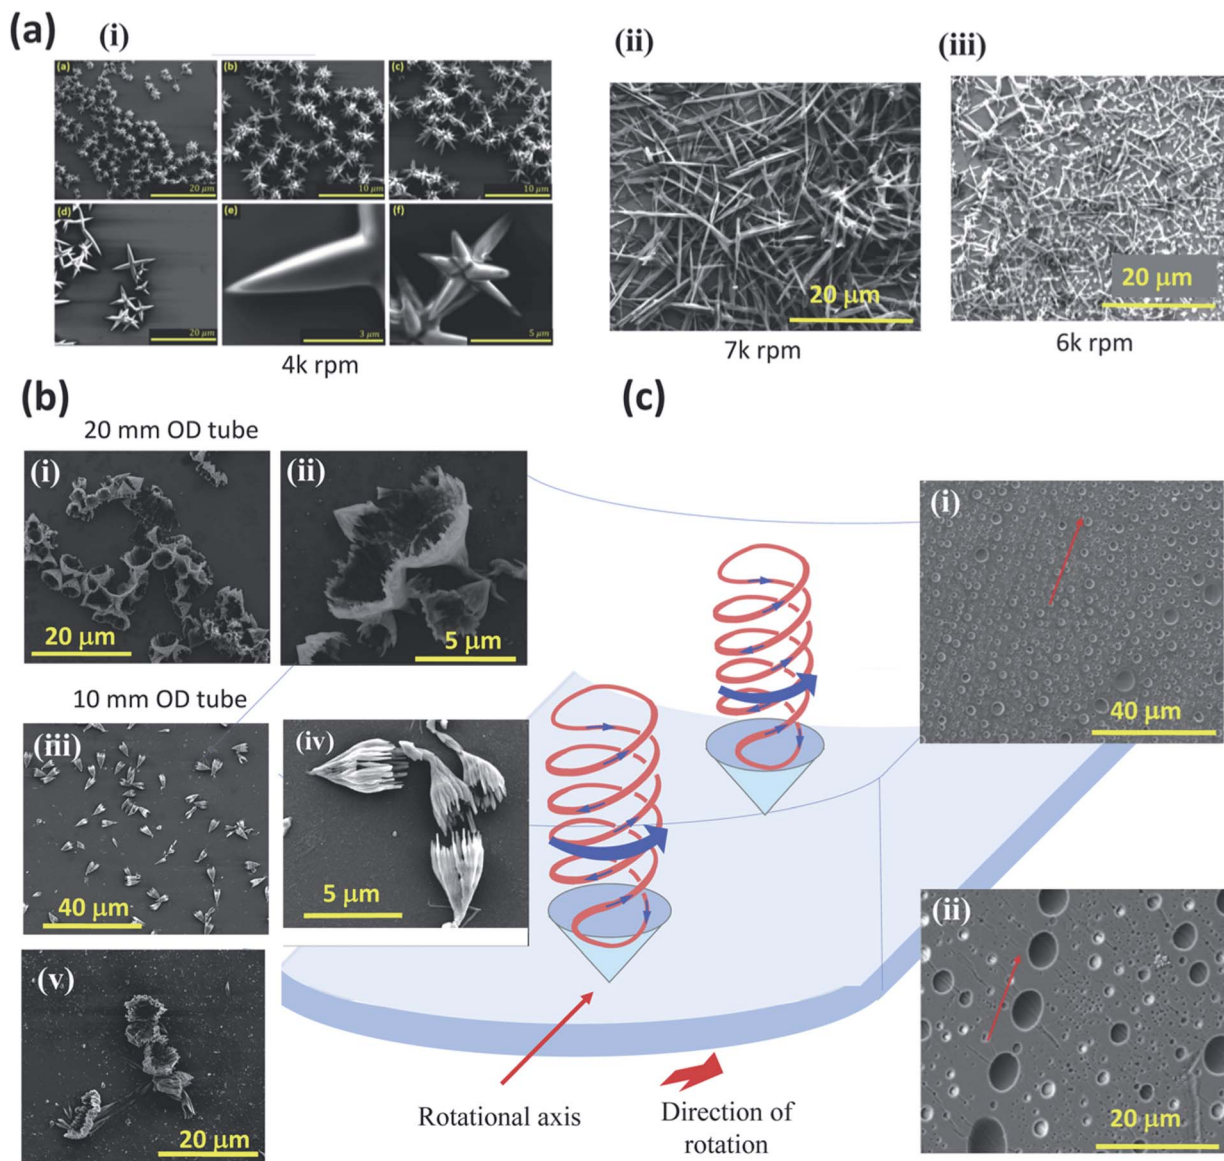 (a)
(i)
(ii)
(iii)
(a)
(b)
(c)
20 μm
10 μm
10 μm
(d)
(e)
(f)
20 μm
3 μm
5 μm
20 μm
20 μm
4k rpm
7k rpm
6k rpm
(b)
(c)
20 mm OD tube
(i)
(ii)
20 μm
5 μm
(i)
40 μm
10 mm OD tube
(iii)
(iv)
40 μm
5 μm
(v)
20 μm
(ii)
20 μm
Rotational axis
Direction of
rotation